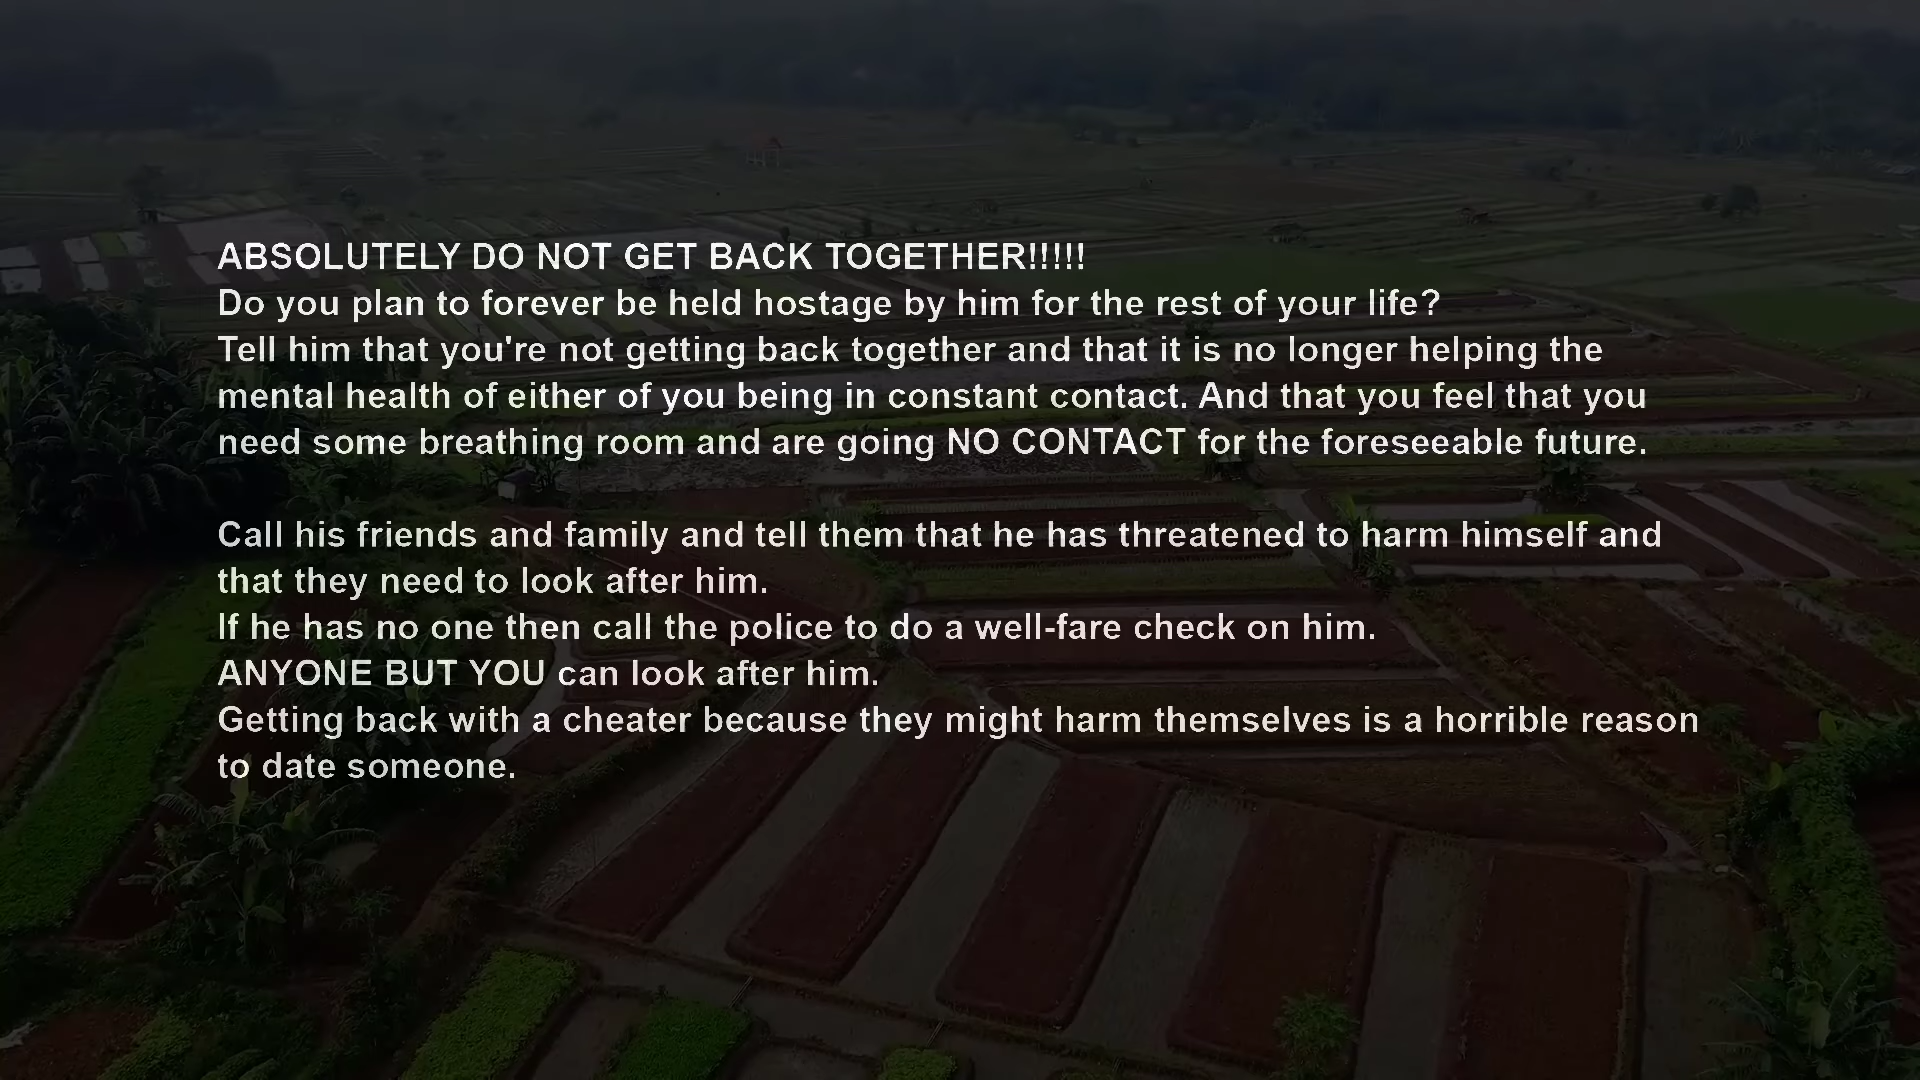 ABSOLUTELY DO NOT GET BACK TOGETHER!!!!!
Do you plan to forever be held hostage by him for the rest of your life?
Tell him that you're not getting back together and that it is no longer helping the
mental health of either of you being in constant contact. And that you feel that you
need some breathing room and are going NO CONTACT for the foreseeable future.
Call his friends and family and tell them that he has threatened to harm himself and
that they need to look after him.
If he has no one then call the police to do a well-fare check on him.
ANYONE BUT YOU can look after him.
Getting back with a cheater because they might harm themselves is a horrible reason
to date someone.